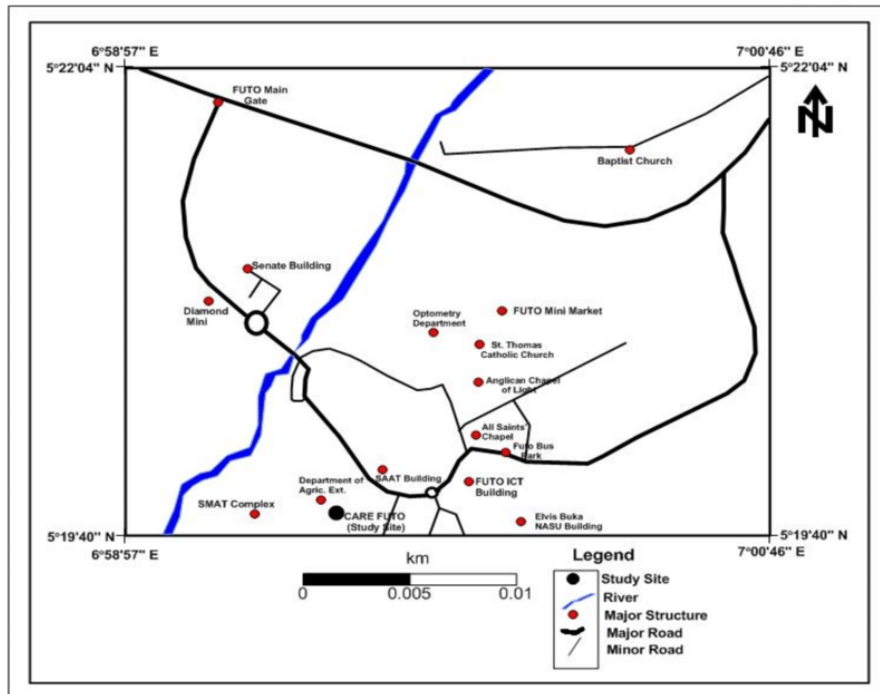 6°58'57'' E
7°00'46'' E
5°22'04'' N
5°22'04'' N
FUTO Main
Gate
N
Baptist Church
Senate Building
Diamond
Mini
Optometry
Department
FUTO Mini Market
St. Thomas
Catholic Church
Anglican Chapel
of Light
All Saints'
Chapel
Futo Bus
Park
SAAT Building
Department of
Agric. Ext.
FUTO ICT
Building
SMAT Complex
CARE FUTO
(Study Site)
Elvis Buka
NASU Building
5°19'40'' N
5°19'40'' N
6°58'57'' E
7°00'46'' E
km
0
0.005
0.01
Legend
Study Site
River
Major Structure
Major Road
Minor Road